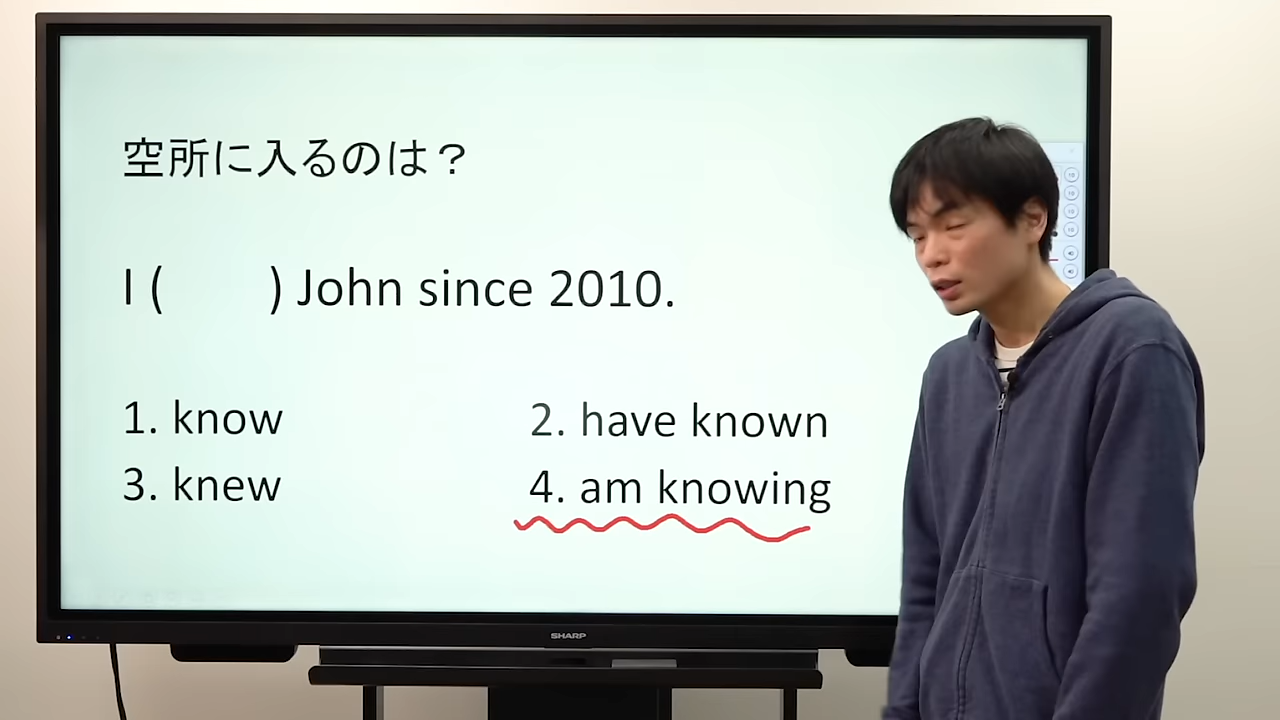 空所に入るのは？
I ( ) John since 2010.
1. know
2. have known
3. knew
4. am knowing
SHARP